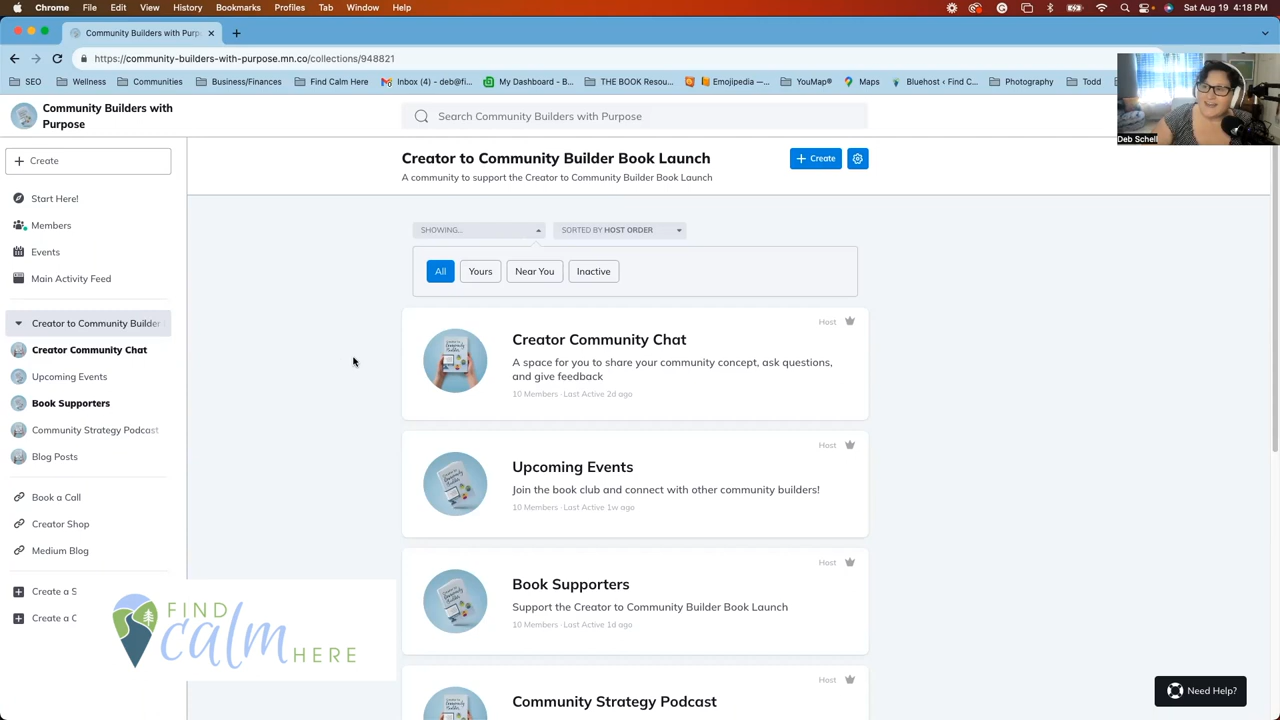 Chrome File Edit View History Bookmarks Profiles Tab Window Help
Sat Aug 19 4:18 PM
Community Builders with Purp
https://community-builders-with-purpose.mn.co/collections/948821
SEO Wellness Communities Business/Finances Find Calm Here Inbox (4) - deb@fi... My Dashboard - B... THE BOOK Resou... Emojipedia —... YouMap® Maps Bluehost - Find C... Photography Todd
Deb Schell
Community Builders with
Purpose
Search Community Builders with Purpose
Create
Start Here!
Members
Events
Main Activity Feed
Creator to Community Builder
Creator Community Chat
Upcoming Events
Book Supporters
Community Strategy Podcast
Blog Posts
Book a Call
Creator Shop
Medium Blog
Create a S
Create a C
Creator to Community Builder Book Launch
A community to support the Creator to Community Builder Book Launch
+ Create
SHOWING...
SORTED BY HOST ORDER
All Yours Near You Inactive
Host
Creator Community Chat
A space for you to share your community concept, ask questions,
and give feedback
10 Members · Last Active 2d ago
Host
Upcoming Events
Join the book club and connect with other community builders!
10 Members · Last Active 1w ago
Host
Book Supporters
Support the Creator to Community Builder Book Launch
10 Members · Last Active 1d ago
Host
Community Strategy Podcast
FIND
calm HERE
Need Help?